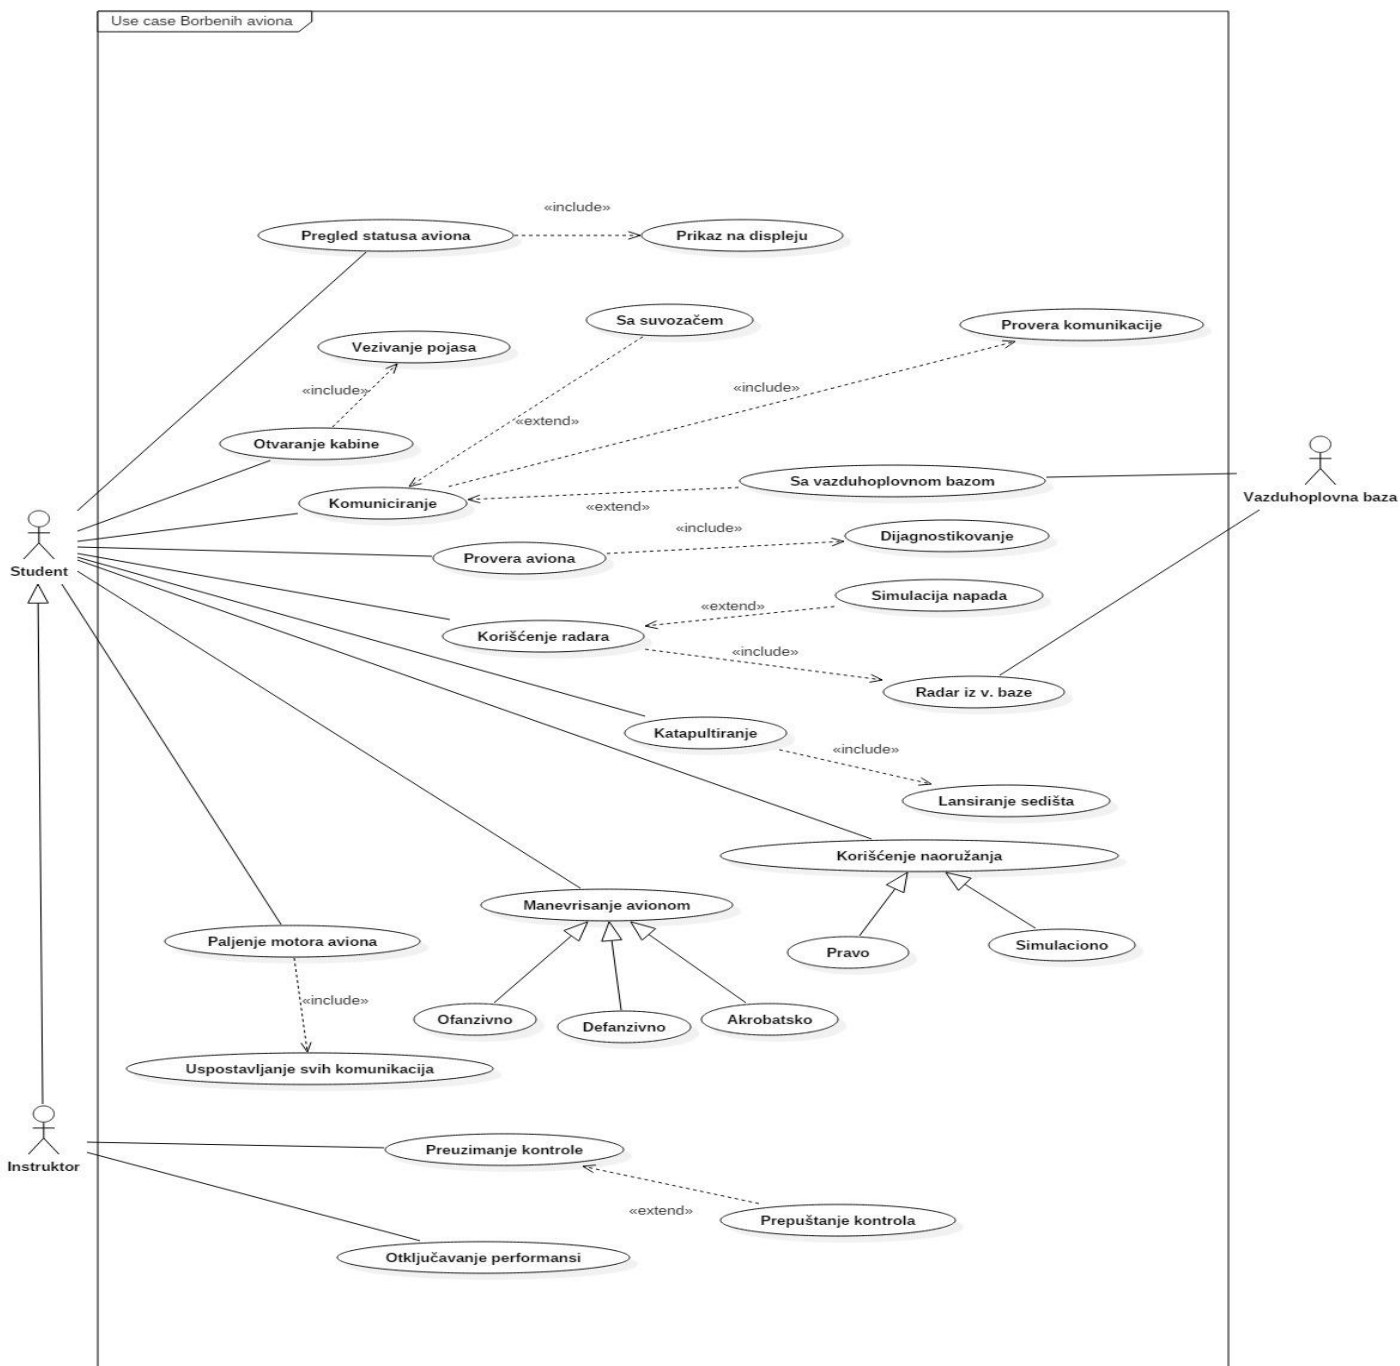 Use case Borbenih aviona
«include»
Pregled statusa aviona
Prikaz na displeju
Sa suvozačem
Provera komunikacije
Vezivanje pojasa
«include»
«include»
«extend»
Otvaranje kabine
Sa vazduhoplovnom bazom
Vazduhoplovna baza
Komuniciranje
«extend»
«include»
Dijagnostikovanje
Provera aviona
Student
Simulacija napada
«extend»
Korišćenje radara
«include»
Radar iz v. baze
Katapultiranje
«include»
Lansiranje sedišta
Korišćenje naoružanja
Manevrisanje avionom
Paljenje motora aviona
Simulaciono
Pravo
«include»
Ofanzivno
Akrobatsko
Defanzivno
Uspostavljanje svih komunikacija
Preuzimanje kontrole
Instruktor
«extend»
Prepuštanje kontrola
Otključavanje performansi